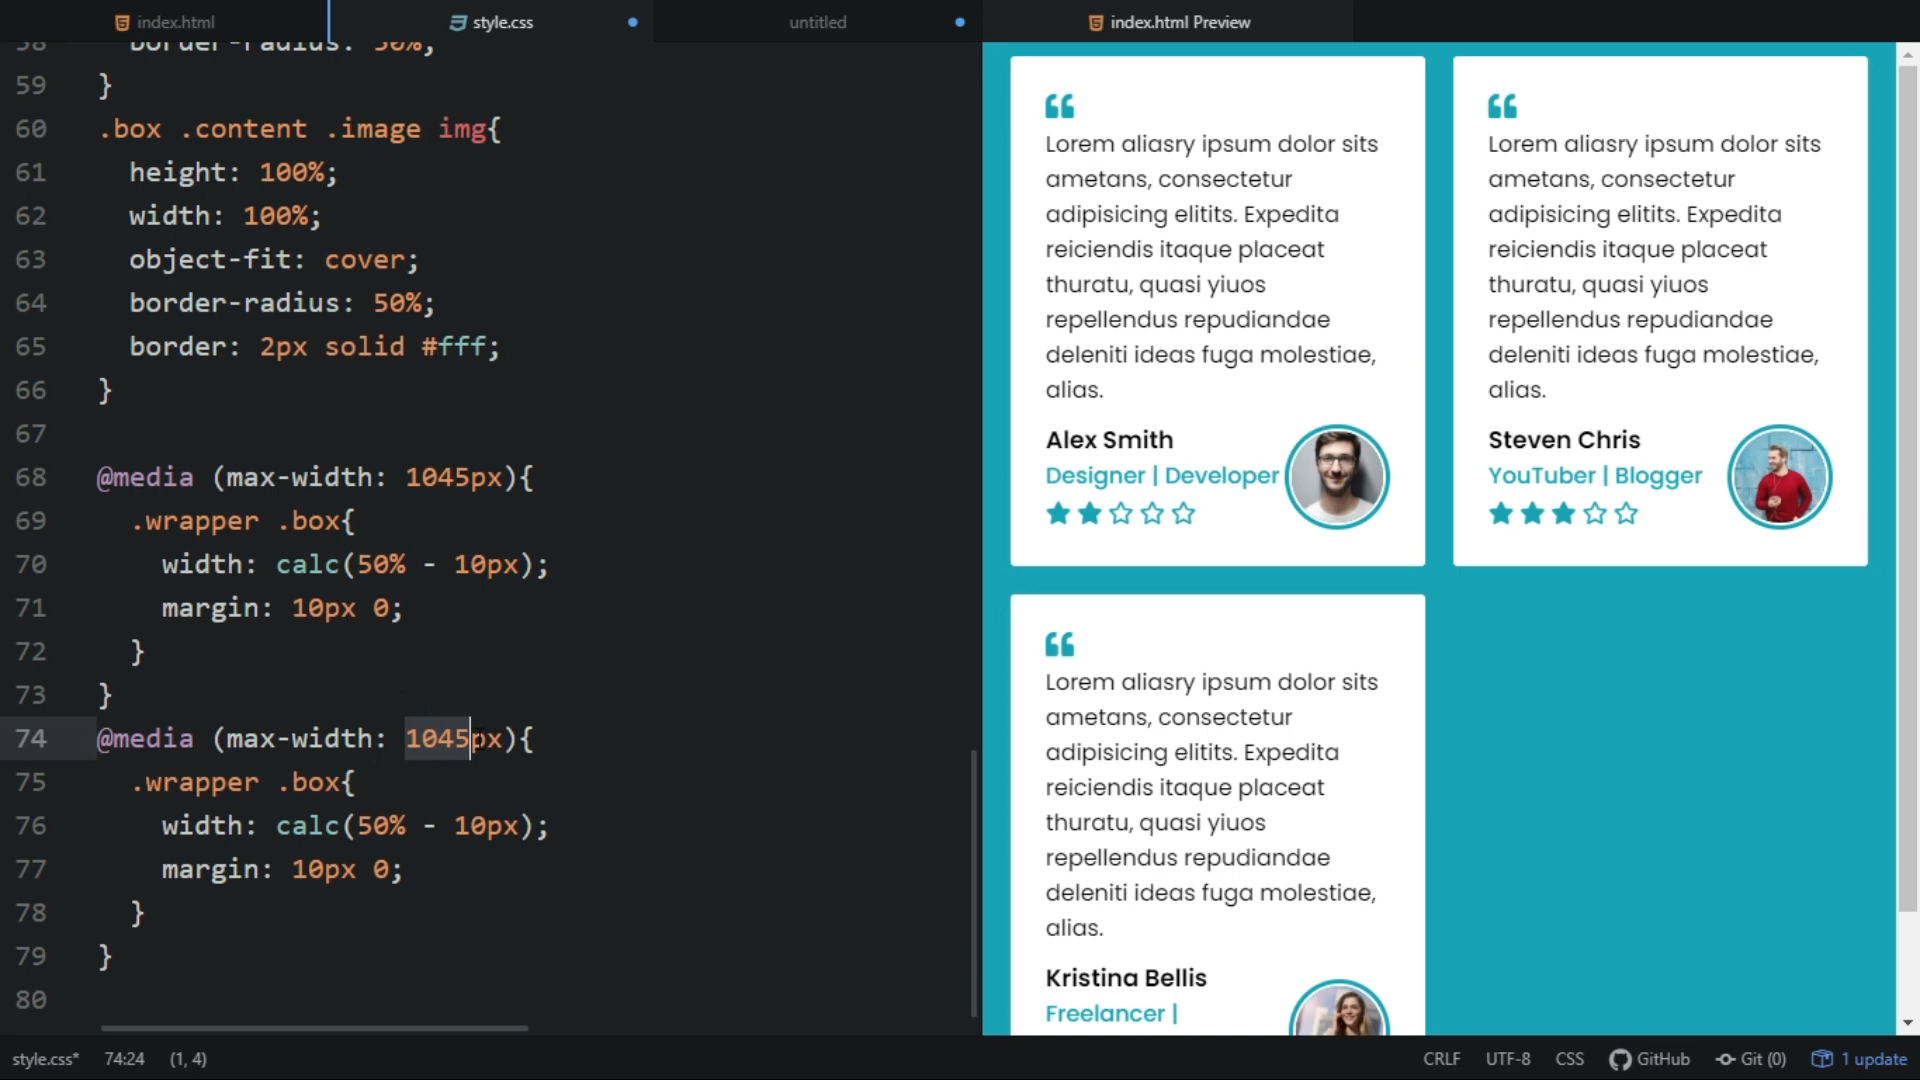 index.html
style.css
untitled
index.html Preview
58 border-radius: 50%;
59 }
60 .box .content .image img{
61 height: 100%;
62 width: 100%;
63 object-fit: cover;
64 border-radius: 50%;
65 border: 2px solid #fff;
66 }
67
68 @media (max-width: 1045px){
69 .wrapper .box{
70 width: calc(50% - 10px);
71 margin: 10px 0;
72 }
73 }
74 @media (max-width: 1045px){
75 .wrapper .box{
76 width: calc(50% - 10px);
77 margin: 10px 0;
78 }
79 }
80
Lorem aliasry ipsum dolor sits
ametans, consectetur
adipisicing elitits. Expedita
reiciendis itaque placeat
thuratu, quasi yiuos
repellendus repudiandae
deleniti ideas fuga molestiae,
alias.
Alex Smith
Designer | Developer
Lorem aliasry ipsum dolor sits
ametans, consectetur
adipisicing elitits. Expedita
reiciendis itaque placeat
thuratu, quasi yiuos
repellendus repudiandae
deleniti ideas fuga molestiae,
alias.
Steven Chris
YouTuber | Blogger
Lorem aliasry ipsum dolor sits
ametans, consectetur
adipisicing elitits. Expedita
reiciendis itaque placeat
thuratu, quasi yiuos
repellendus repudiandae
deleniti ideas fuga molestiae,
alias.
Kristina Bellis
Freelancer |
style.css* 74:24 (1, 4)
CRLF UTF-8 CSS GitHub Git (0) 1 update